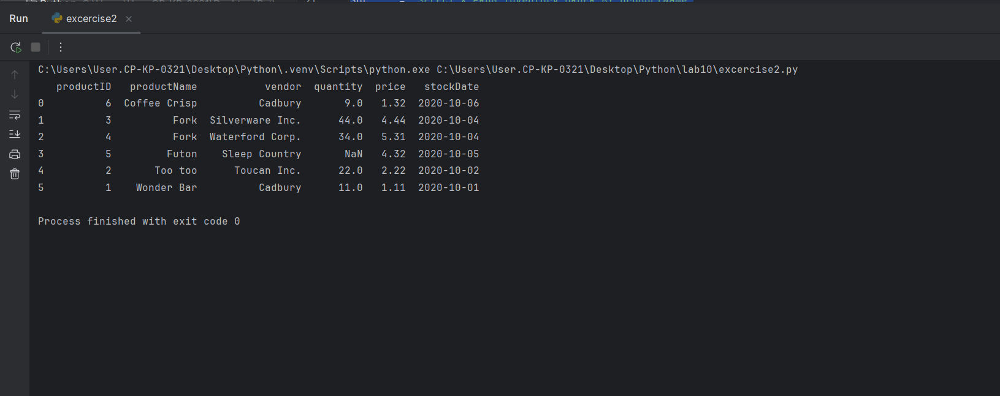 Run excercise2
C:\Users\User.CP-KP-0321\Desktop\Python\.venv\Scripts\python.exe C:\Users\User.CP-KP-0321\Desktop\Python\lab10\excercise2.py
productID productName vendor quantity price stockDate
0 6 Coffee Crisp Cadbury 9.0 1.32 2020-10-06
1 3 Fork Silverware Inc. 44.0 4.44 2020-10-04
2 4 Fork Waterford Corp. 34.0 5.31 2020-10-04
3 5 Futon Sleep Country NaN 4.32 2020-10-05
4 2 Too too Toucan Inc. 22.0 2.22 2020-10-02
5 1 Wonder Bar Cadbury 11.0 1.11 2020-10-01
Process finished with exit code 0